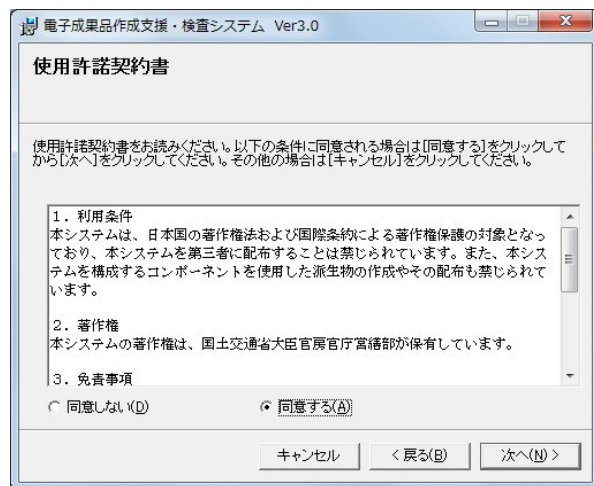 電子成果品作成支援・検査システム Ver3.0
使用許諾契約書
使用許諾契約書をお読みください。以下の条件に同意される場合は[同意する]をクリックして
から[次へ]をクリックしてください。その他の場合は[キャンセル]をクリックしてください。
1. 利用条件
本システムは、日本国の著作権法および国際条約による著作権保護の対象となっ
ており、本システムを第三者に配布することは禁じられています。また、本シス
テムを構成するコンポーネントを使用した派生物の作成やその配布も禁じられて
います。
2. 著作権
本システムの著作権は、国土交通省大臣官房官庁営繕部が保有しています。
3. 免責事項
同意しない(D) 同意する(A)
キャンセル < 戻る(B) 次へ(N) >